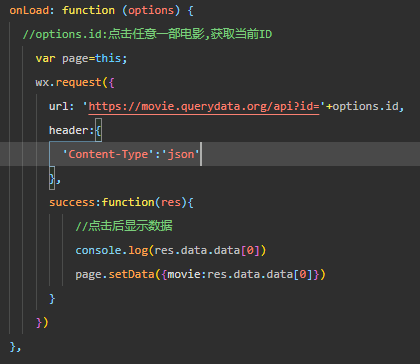 onLoad: function (options) {
//options.id:点击任意一部电影,获取当前ID
var page=this;
wx.request({
url: 'https://movie.querydata.org/api?id='+options.id,
header:{
'Content-Type':'json'
},
success:function(res){
//点击后显示数据
console.log(res.data.data[0])
page.setData({movie:res.data.data[0]})
}
})
},